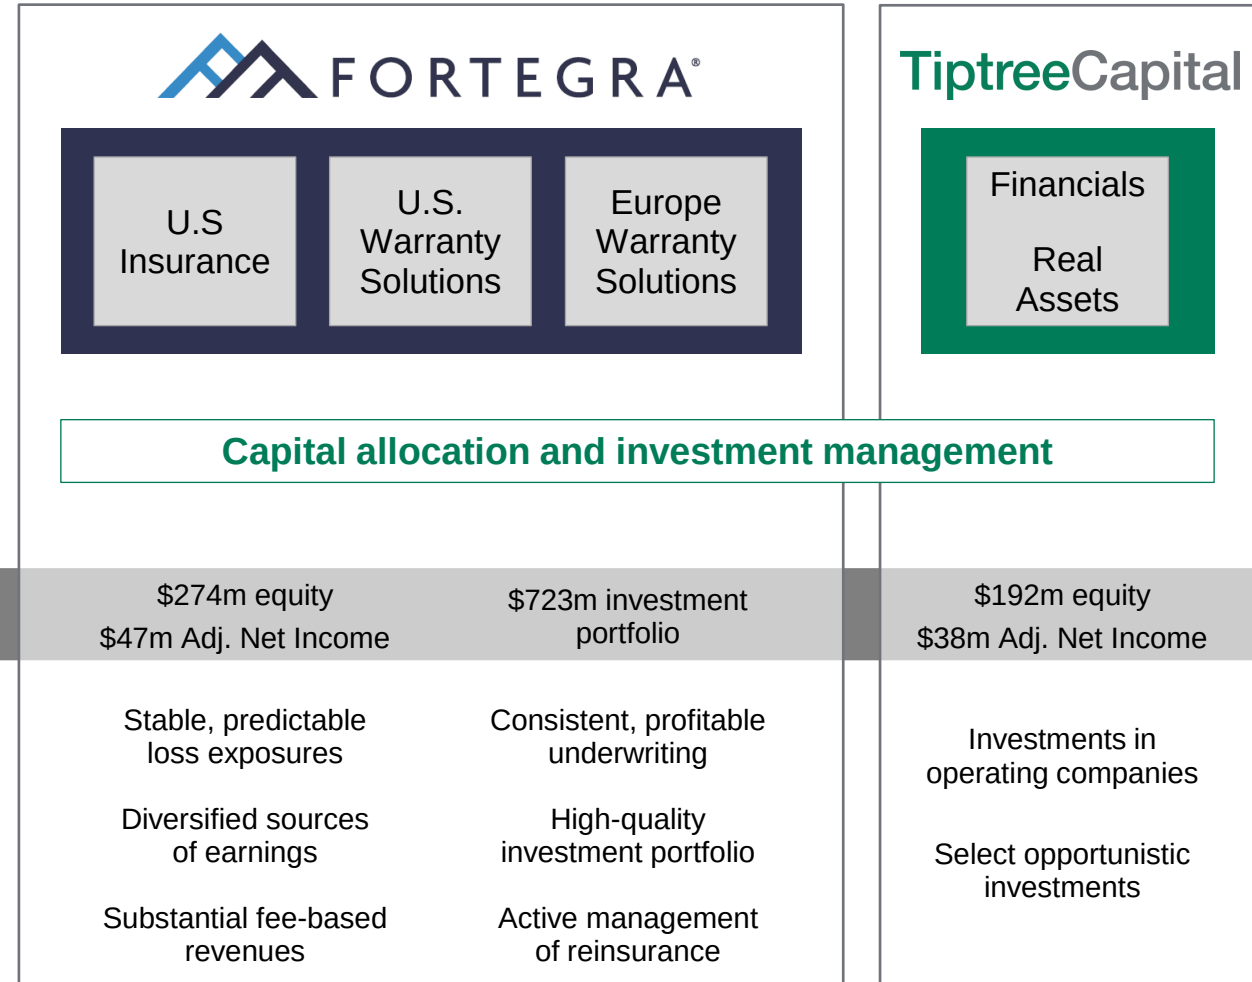 FORTEGRA®
TiptreeCapital
U.S
Insurance
U.S.
Warranty
Solutions
Europe
Warranty
Solutions
Financials
Real
Assets
Capital allocation and investment management
$274m equity
$47m Adj. Net Income
$723m investment
portfolio
$192m equity
$38m Adj. Net Income
Stable, predictable
loss exposures
Diversified sources
of earnings
Substantial fee-based
revenues
Consistent, profitable
underwriting
High-quality
investment portfolio
Active management
of reinsurance
Investments in
operating companies
Select opportunistic
investments